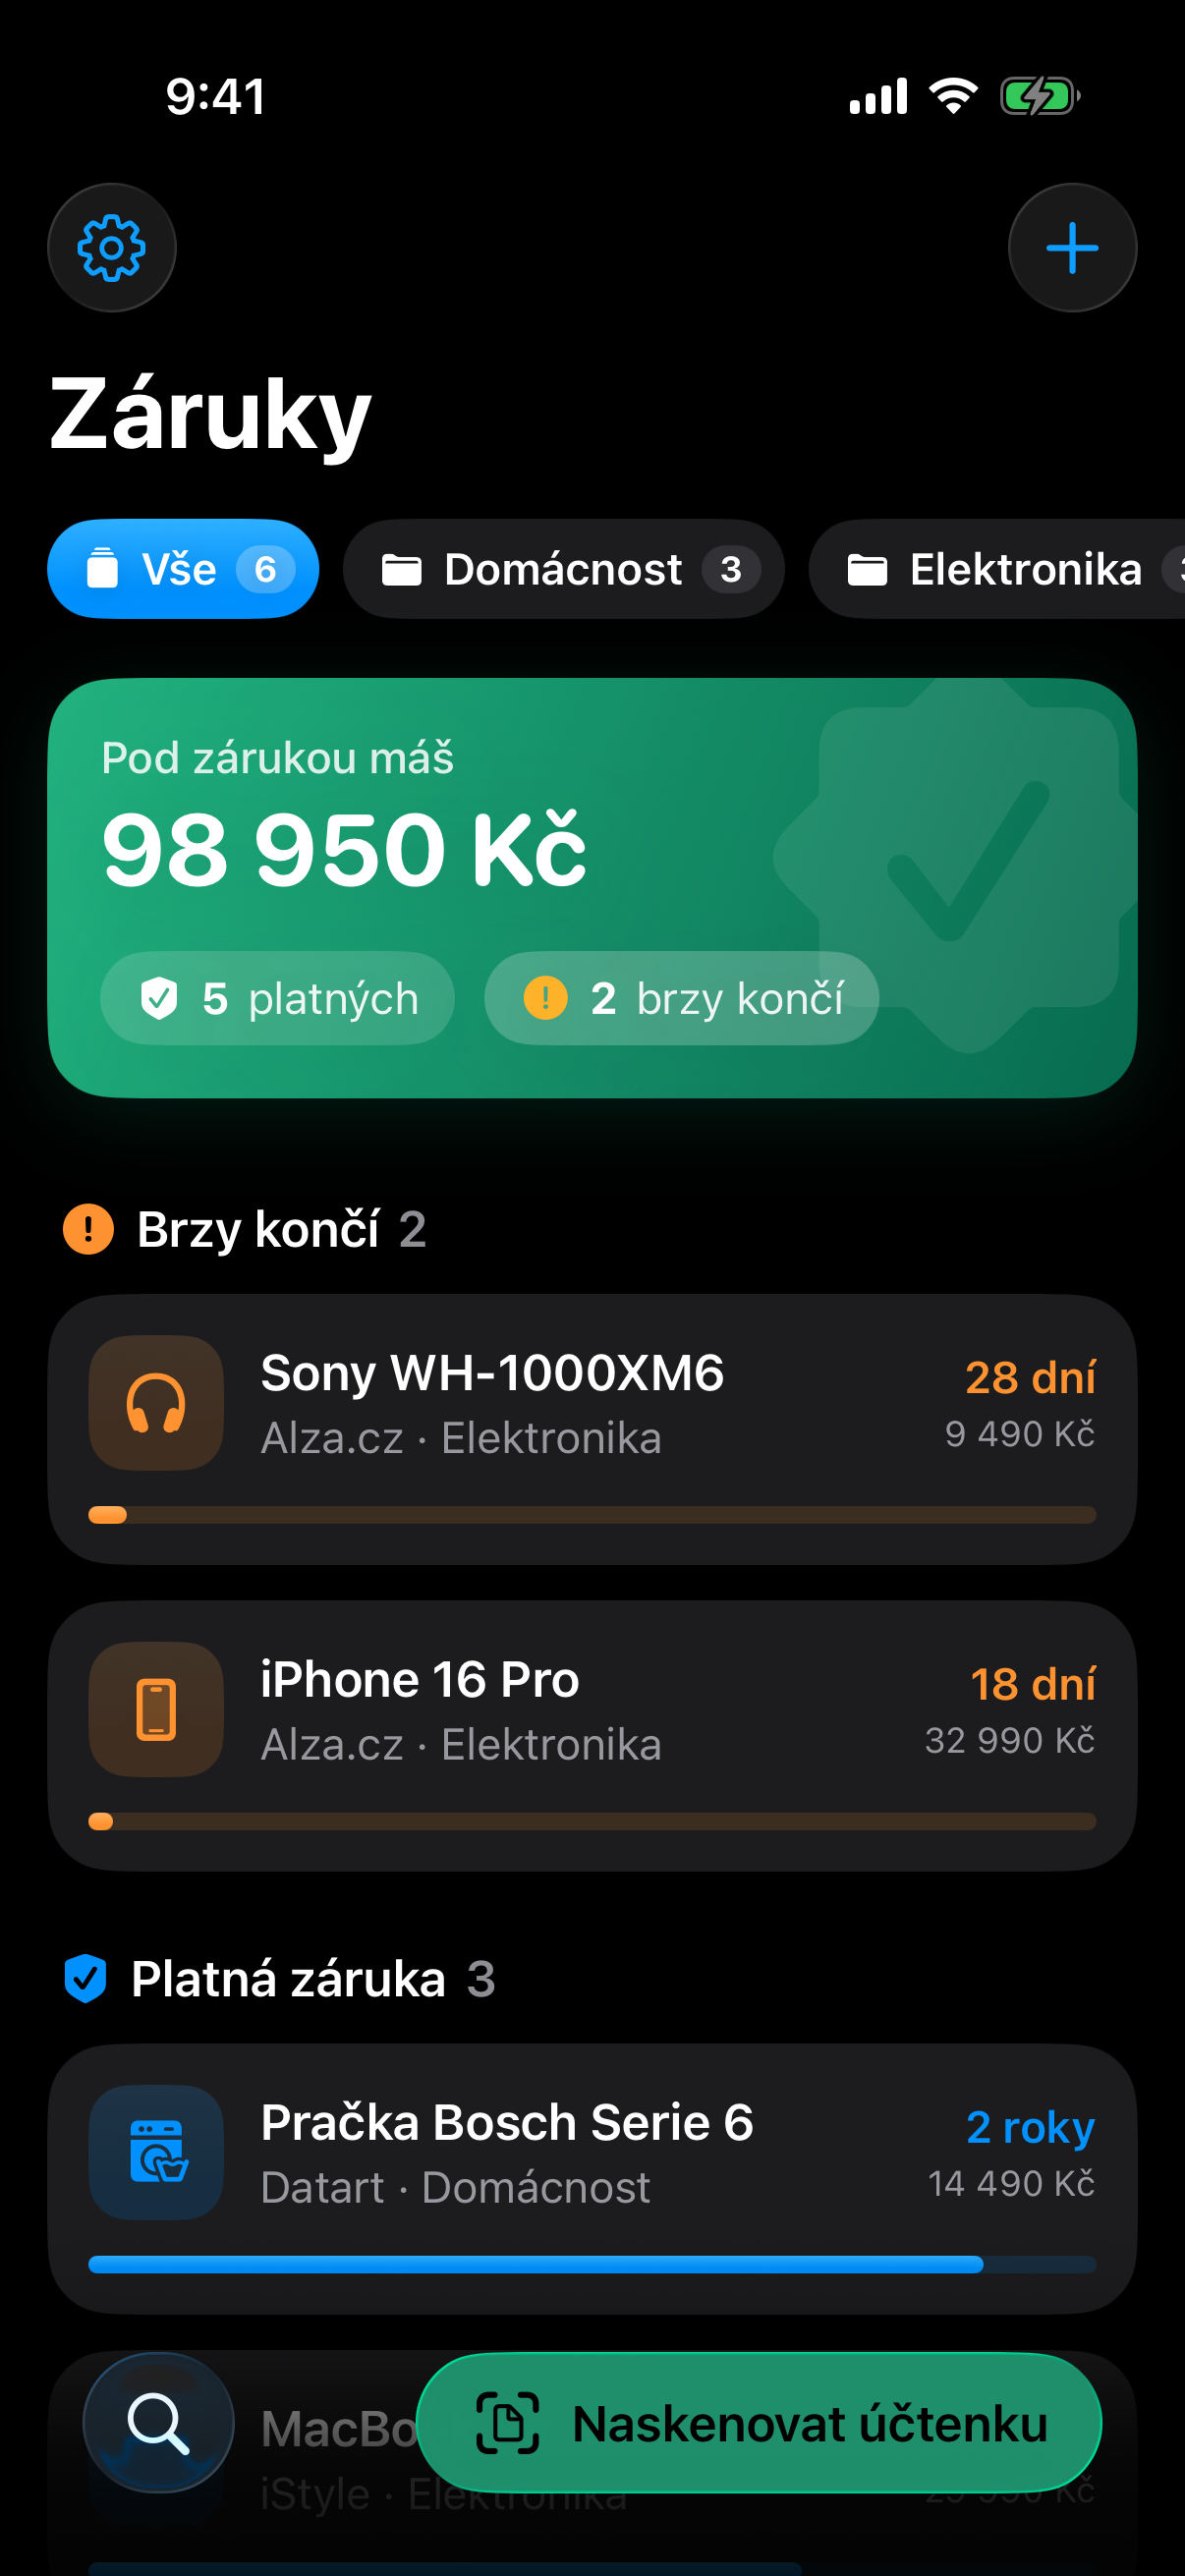 9:41
Záruky
Vše 6
Domácnost 3
Elektronika
Pod zárukou máš
98 950 Kč
5 platných
2 brzy končí
Brzy končí 2
Sony WH-1000XM6
28 dní
Alza.cz · Elektronika
9 490 Kč
iPhone 16 Pro
18 dní
Alza.cz · Elektronika
32 990 Kč
Platná záruka 3
Pračka Bosch Serie 6
2 roky
Datart · Domácnost
14 490 Kč
Naskenovat účtenku
iStyle · Elektronika
Kč